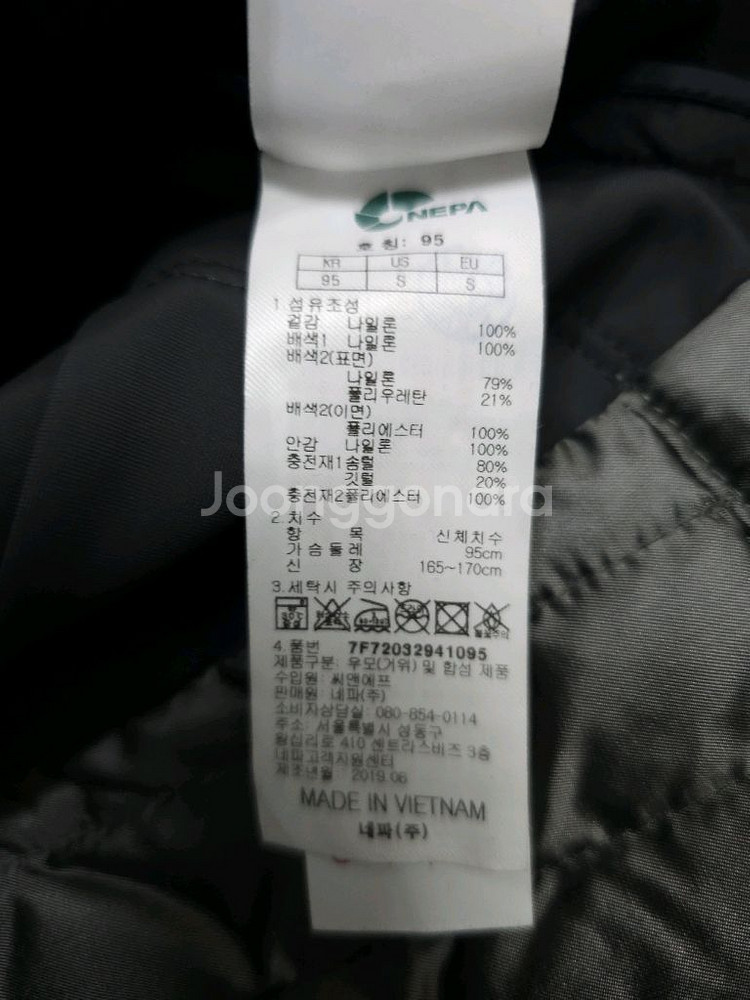 NEPA
호 칭: 95
KR US EU
95 S S
1.섬유조성
겉감 나일론 100%
배색1 나일론 100%
배색2(표면)
나일론 79%
폴리우레탄 21%
배색2(이면)
폴리에스터 100%
안감 나일론 100%
충전재1솜털 80%
깃털 20%
충전재2폴리에스터 100%
Joonggonara
2.치수
항 목 신체치수
가 슴 둘 레 95cm
신 장 165~170cm
3.세탁시 주의사항
4.품번 7F72032941095
제품구분: 우모(거위) 및 합성 제품
수입원: 씨앤에프
판매원: 네파(주)
소비자상담실: 080-854-0114
주소: 서울특별시 성동구
왕십리로 410 센트라스비즈 3층
네파고객지원센터
제조년월 2019.06
MADE IN VIETNAM
네파(주)